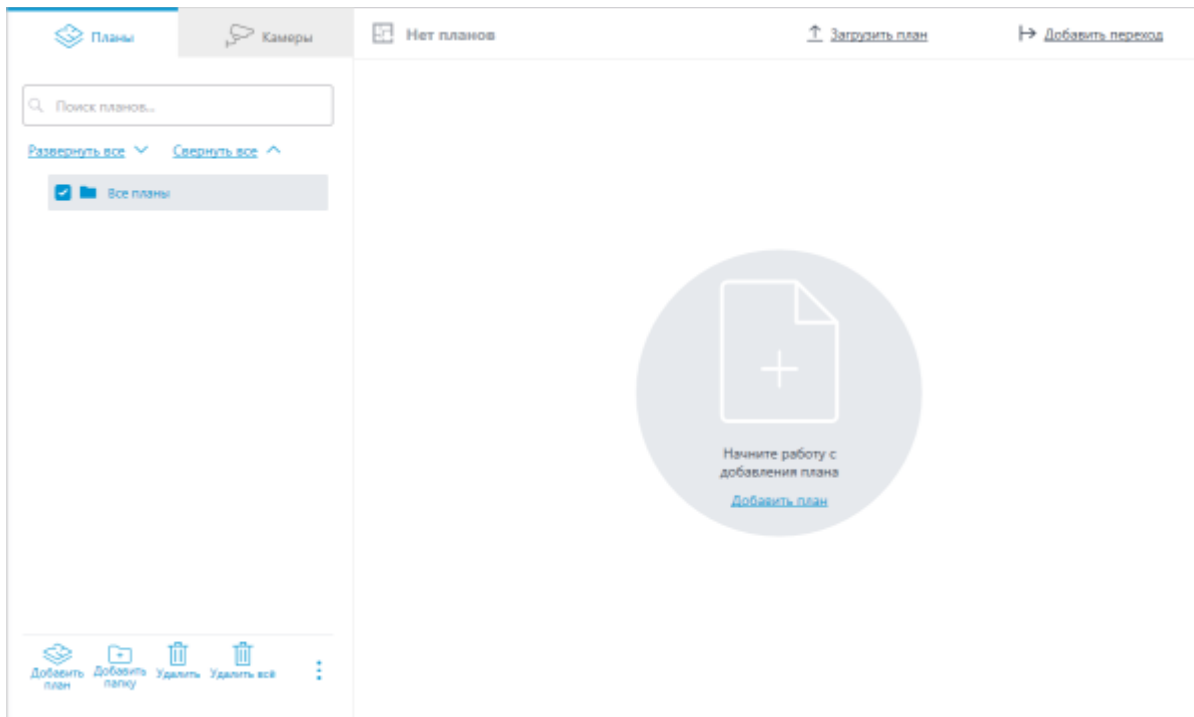 Планы
Камеры
Нет планов
Загрузить план
Добавить переход
Поиск планов...
Развернуть все
Свернуть все
Все планы
Начните работу с
добавления плана
Добавить план
Добавить
план
Добавить
папку
Удалить
Удалить всё